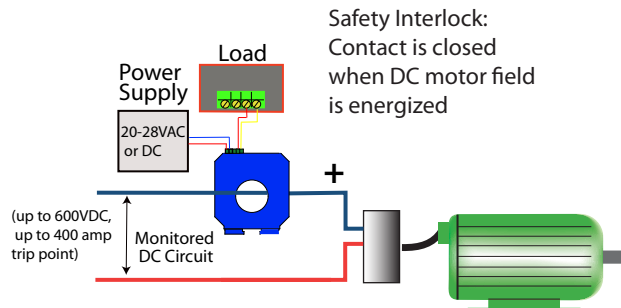 Safety Interlock:
Contact is closed
when DC motor field
is energized
Load
Power
Supply
20-28VAC
or DC
+
(up to 600VDC,
up to 400 amp
trip point)
Monitored
DC Circuit